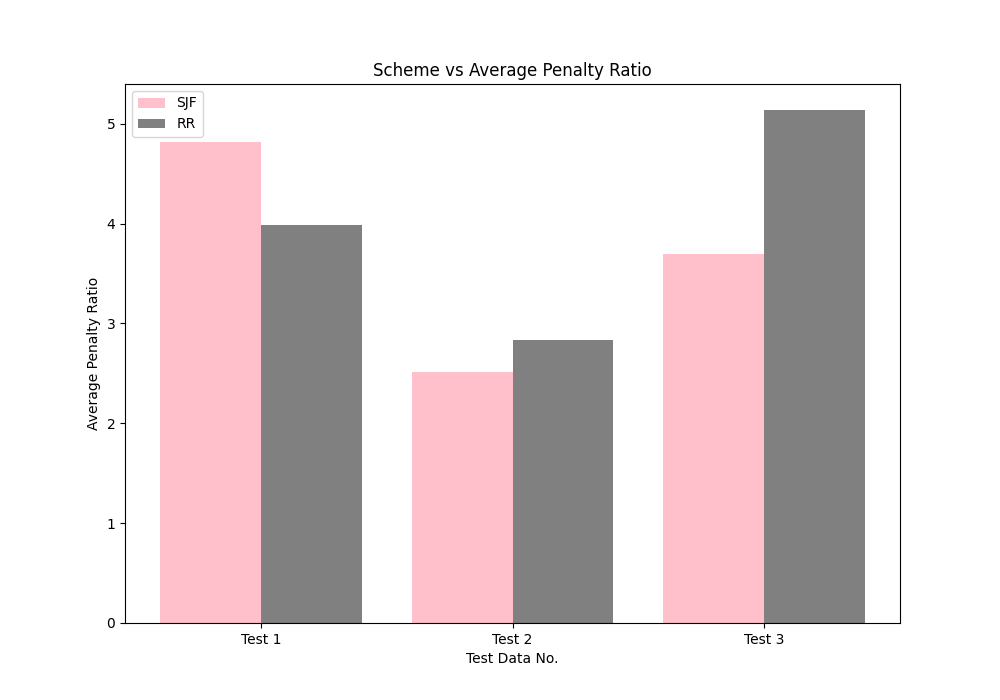 Scheme vs Average Penalty Ratio
SJF
RR
5
4
3
2
1
0
Average Penalty Ratio
Test 1
Test 2
Test 3
Test Data No.